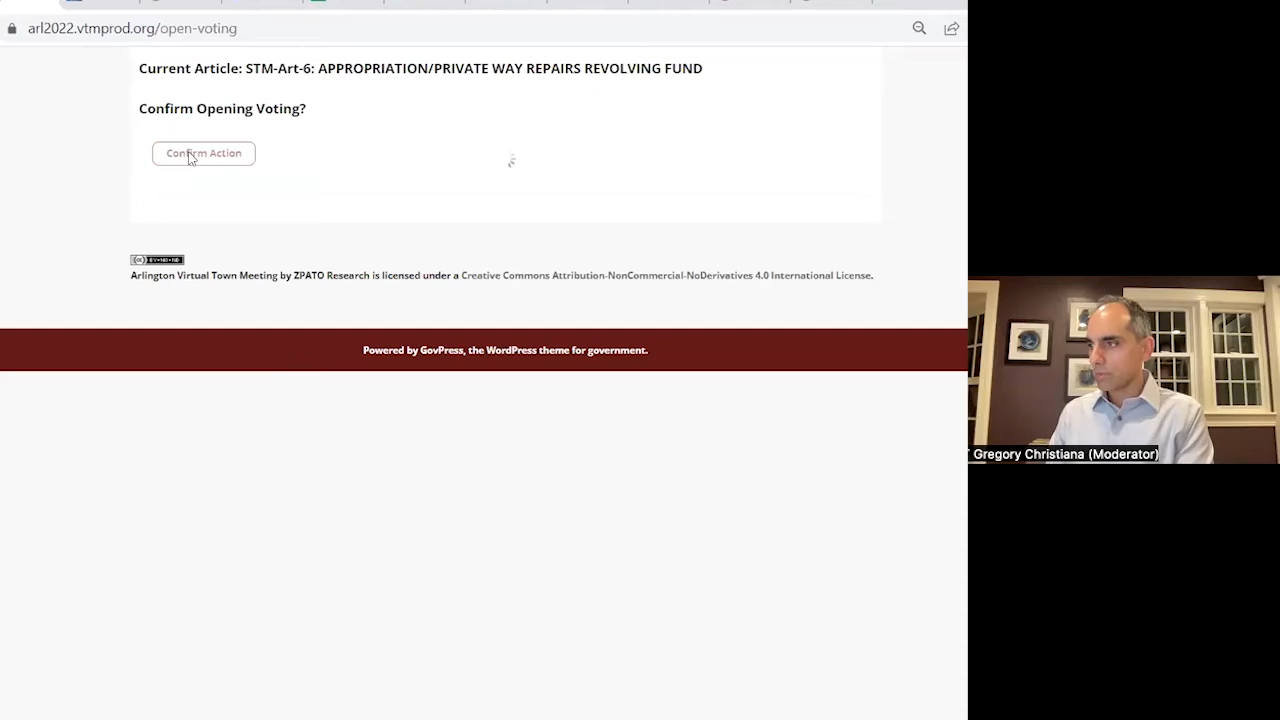 arl2022.vtmprod.org/open-voting
Current Article: STM-Art-6: APPROPRIATION/PRIVATE WAY REPAIRS REVOLVING FUND
Confirm Opening Voting?
Confirm Action
Arlington Virtual Town Meeting by ZPATO Research is licensed under a Creative Commons Attribution-NonCommercial-NoDerivatives 4.0 International License.
Powered by GovPress, the WordPress theme for government.
Gregory Christiana (Moderator)